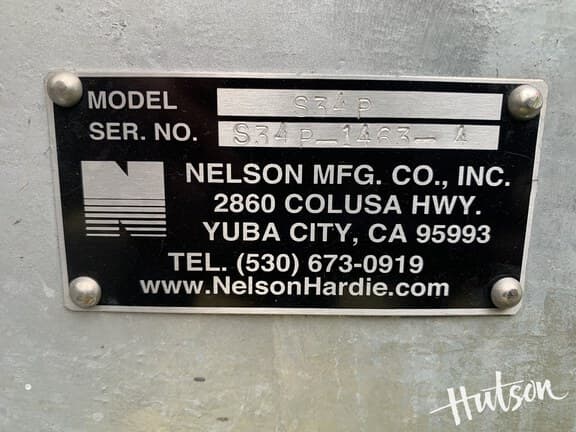 MODEL S34P
SER. NO. S34P-1463-4
NELSON MFG. CO., INC.
2860 COLUSA HWY.
YUBA CITY, CA 95993
TEL. (530) 673-0919
www.NelsonHardie.com
Hutson